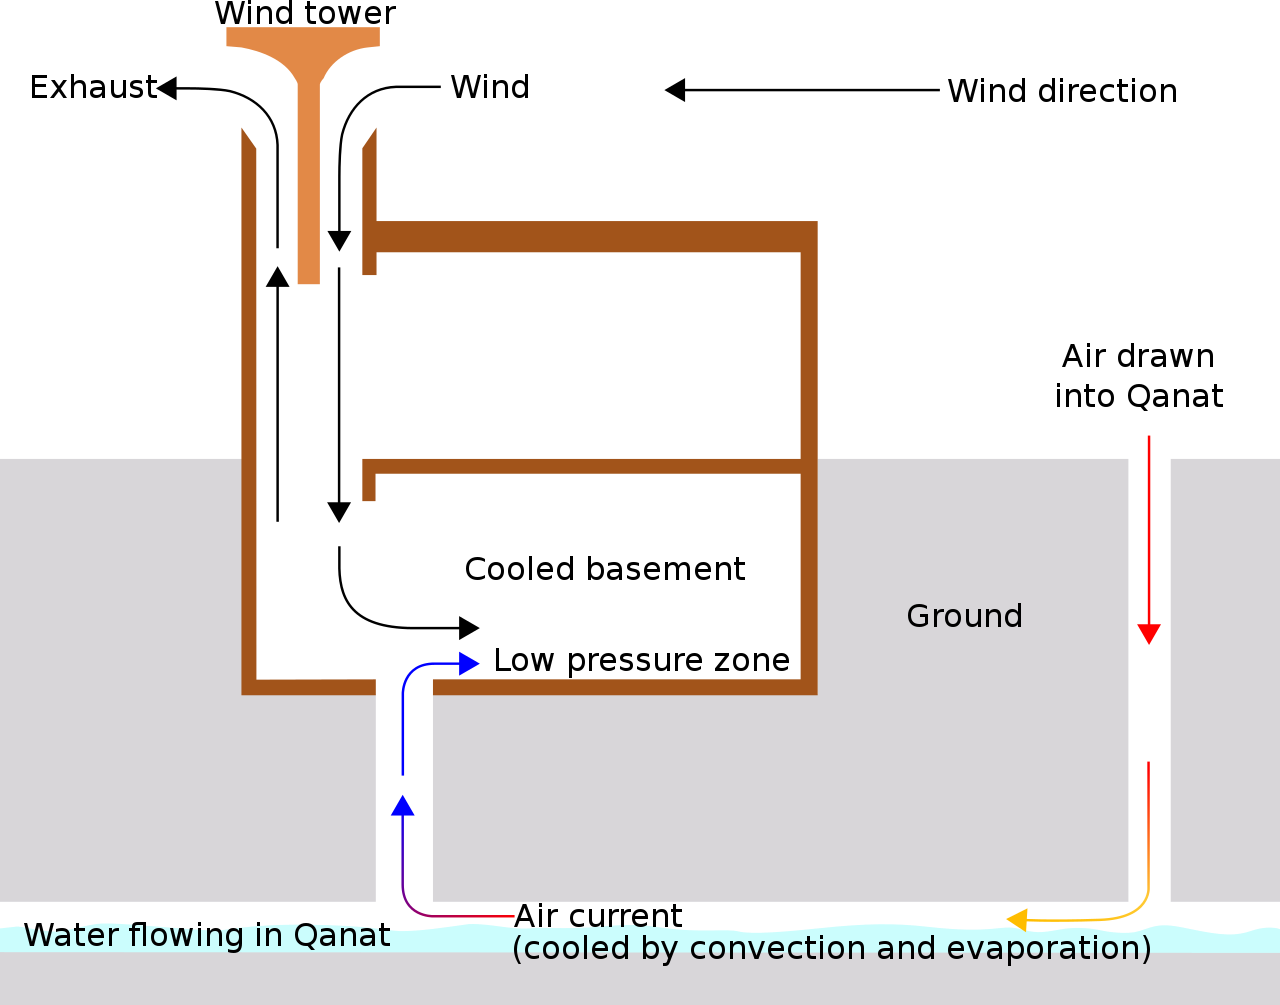 Wind tower
Exhaust
Wind
Wind direction
Air drawn
into Qanat
Cooled basement
Ground
Low pressure zone
Air current
Water flowing in Qanat
(cooled by convection and evaporation)